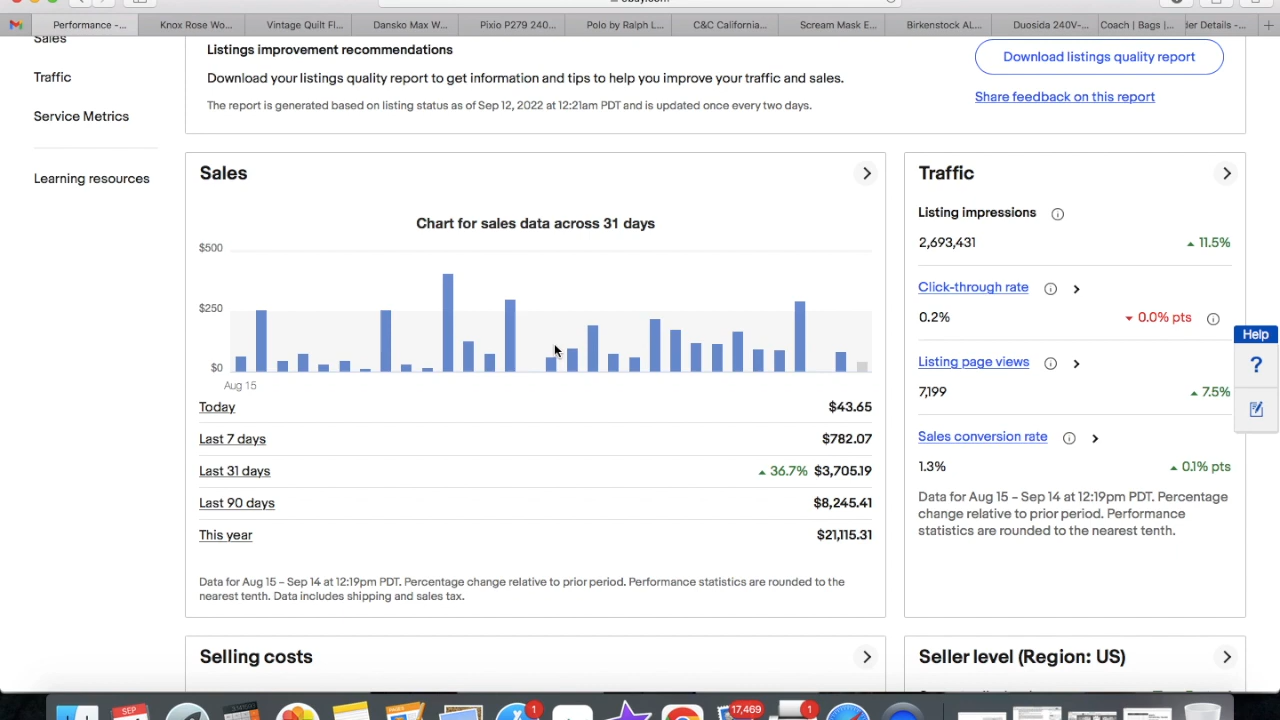 Performance -...
Knox Rose Wo...
Vintage Quilt Fl...
Dansko Max W...
Pixio P279 240...
Polo by Ralph L...
C&C California...
Scream Mask E...
Birkenstock AL...
Duosida 240V-...
Coach | Bags |...
ler Details -...
Sales
Traffic
Service Metrics
Learning resources
Listings improvement recommendations
Download your listings quality report to get information and tips to help you improve your traffic and sales.
The report is generated based on listing status as of Sep 12, 2022 at 12:21am PDT and is updated once every two days.
Download listings quality report
Share feedback on this report
Sales
Chart for sales data across 31 days
$500
$250
$0
Aug 15
Today $43.65
Last 7 days $782.07
Last 31 days 36.7% $3,705.19
Last 90 days $8,245.41
This year $21,115.31
Data for Aug 15 - Sep 14 at 12:19pm PDT. Percentage change relative to prior period. Performance statistics are rounded to the
nearest tenth. Data includes shipping and sales tax.
Traffic
Listing impressions
2,693,431 11.5%
Click-through rate
0.2% 0.0% pts
Listing page views
7,199 7.5%
Sales conversion rate
1.3% 0.1% pts
Data for Aug 15 - Sep 14 at 12:19pm PDT. Percentage
change relative to prior period. Performance
statistics are rounded to the nearest tenth.
Help
?
Selling costs
Seller level (Region: US)
SEP
PAGES
1
17,469
1